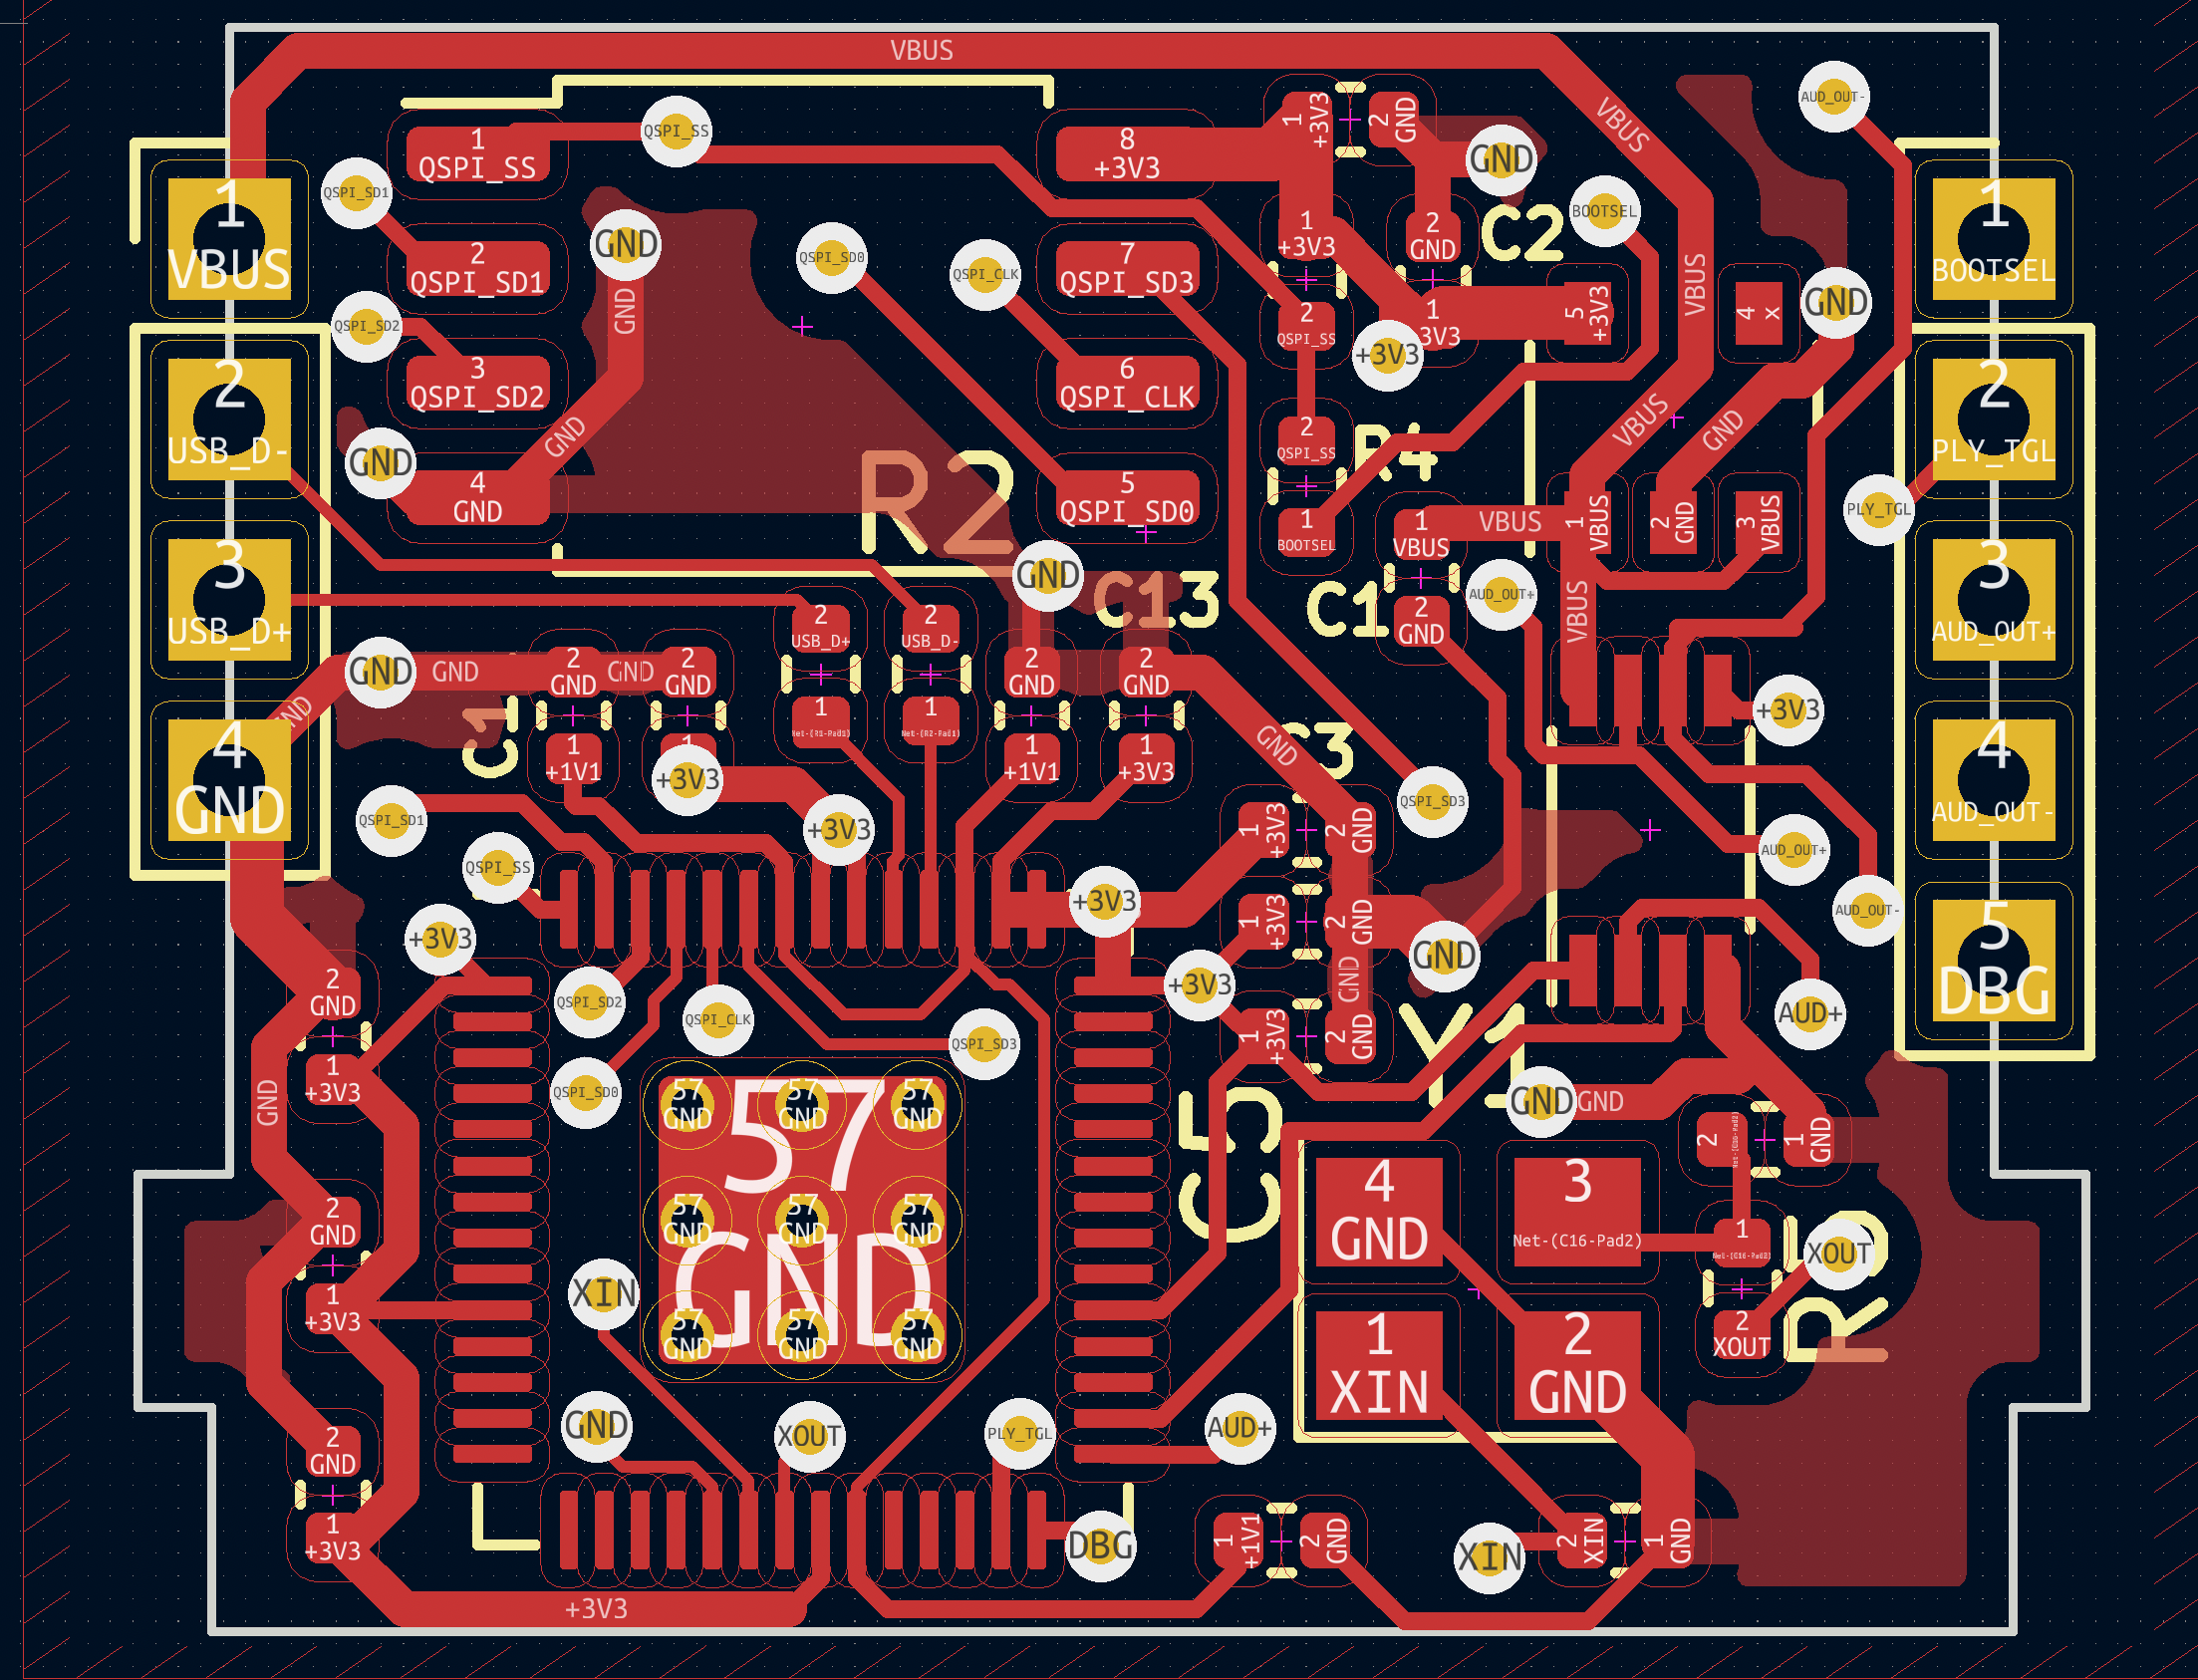 VBUS
1
QSPI_SS
QSPI_SS
8
+3V3
1
+3V3
2
GND
GND
VBUS
AUD_OUT-
1
VBUS
QSPI_SD1
2
QSPI_SD1
GND
GND
QSPI_SD0
QSPI_CLK
7
QSPI_SD3
1
+3V3
2
GND
C2
BOOTSEL
VBUS
1
BOOTSEL
QSPI_SD2
3
QSPI_SD2
6
QSPI_CLK
2
QSPI_SS
1
3V3
+3V3
5
+3V3
4
x
GND
2
USB_D-
GND
4
GND
GND
R2
5
QSPI_SD0
2
QSPI_SS
R4
VBUS
GND
2
PLY_TGL
PLY_TGL
1
BOOTSEL
1
VBUS
VBUS
1
VBUS
2
GND
3
VBUS
3
USB_D+
2
USB_D+
2
USB_D-
GND
C13
C1
2
GND
AUD_OUT+
VBUS
3
AUD_OUT+
GND
GND
GND
2
GND
GND
2
GND
2
GND
2
GND
GND
C3
+3V3
4
GND
C1
1
+1V1
+3V3
1
Net-(R1-Pad1)
1
Net-(R2-Pad1)
1
+1V1
1
+3V3
4
AUD_OUT-
QSPI_SD1
+3V3
1
+3V3
2
GND
QSPI_SD3
AUD_OUT+
QSPI_SS
+3V3
+3V3
1
+3V3
2
GND
GND
AUD_OUT-
5
DBG
2
GND
QSPI_SD2
QSPI_CLK
QSPI_SD3
+3V3
1
+3V3
2
GND
GND
Y1
AUD+
1
+3V3
GND
QSPI_SD0
57
GND
57
GND
57
GND
57
GND
C5
GND
GND
2
1
GND
2
GND
57
GND
57
GND
57
GND
4
GND
3
Net-(C16-Pad2)
1
Net-(C16-Pad2)
XOUT
1
+3V3
XIN
57
GND
57
GND
57
GND
1
XIN
2
GND
2
XOUT
2
GND
GND
XOUT
PLY_TGL
AUD+
1
+3V3
DBG
1
+1V1
2
GND
XIN
2
XIN
1
GND
+3V3